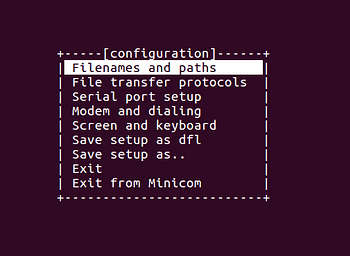 +-----[configuration]------+
| Filenames and paths      |
| File transfer protocols  |
| Serial port setup        |
| Modem and dialing        |
| Screen and keyboard      |
| Save setup as dfl        |
| Save setup as..          |
| Exit                     |
| Exit from Minicom        |
+--------------------------+